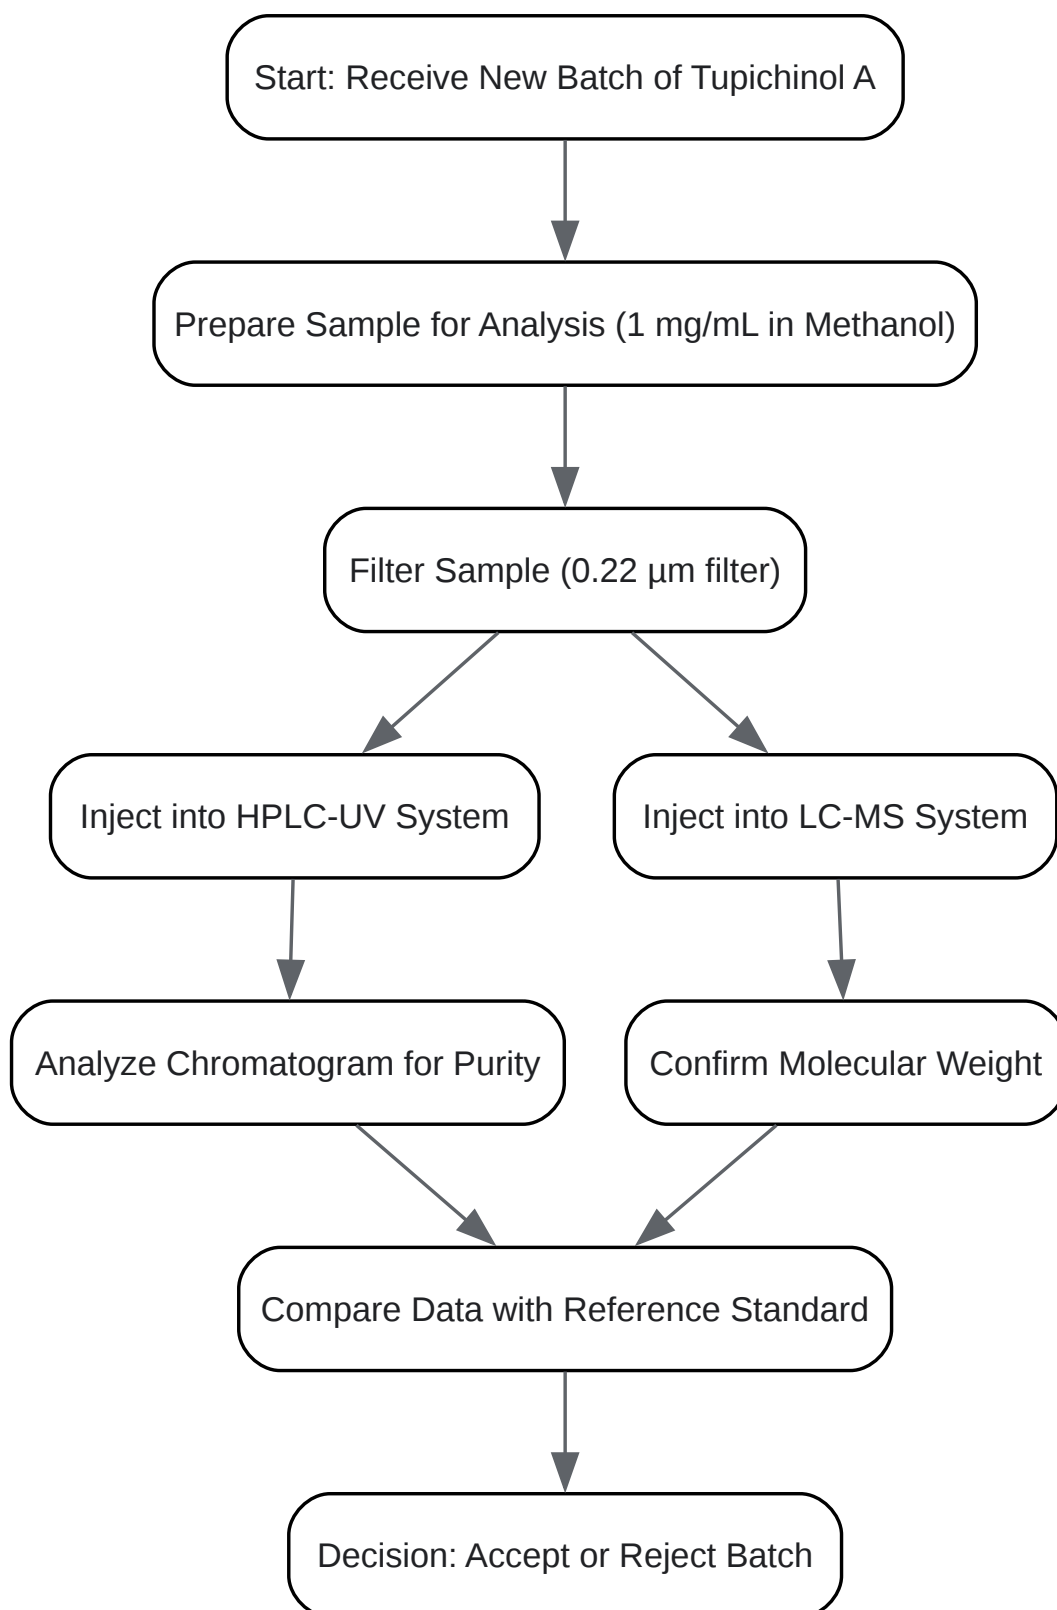 Start: Receive New Batch of Tupichinol A
Prepare Sample for Analysis (1 mg/mL in Methanol)
Filter Sample (0.22 µm filter)
Inject into HPLC-UV System
Inject into LC-MS System
Analyze Chromatogram for Purity
Confirm Molecular Weight
Compare Data with Reference Standard
Decision: Accept or Reject Batch